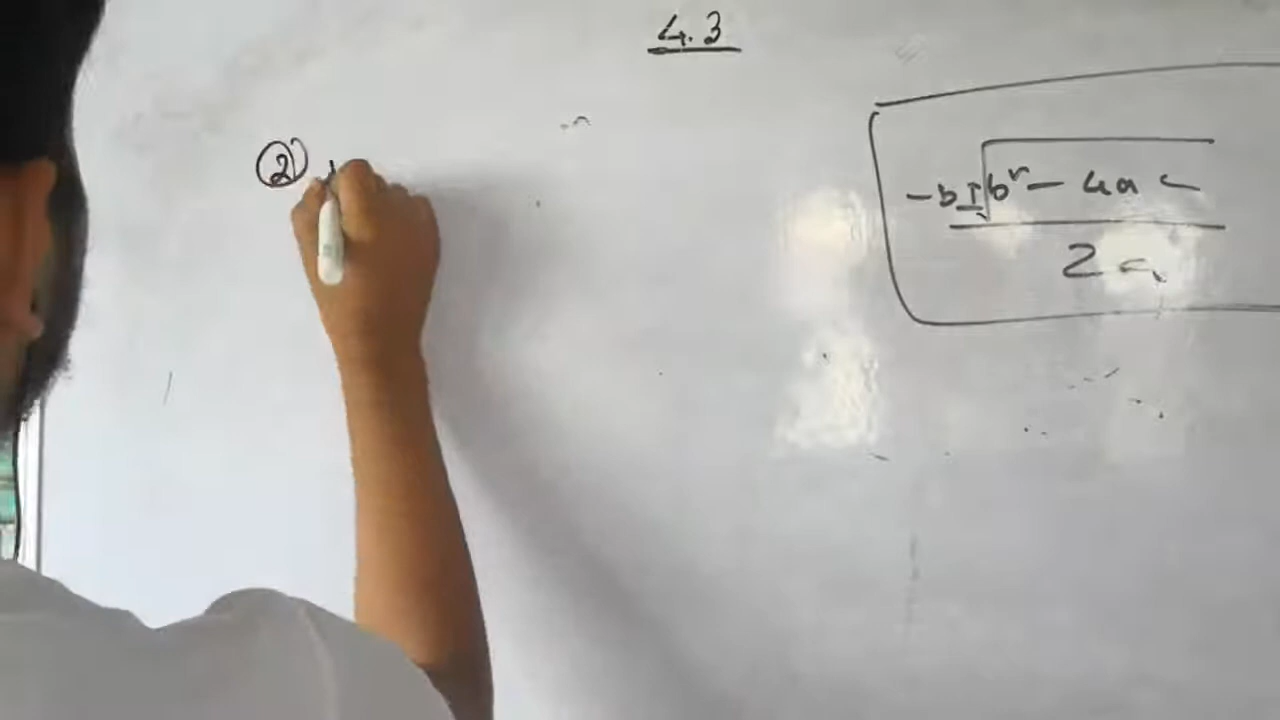 4.3
②
-b±√b² - 4ac
2a